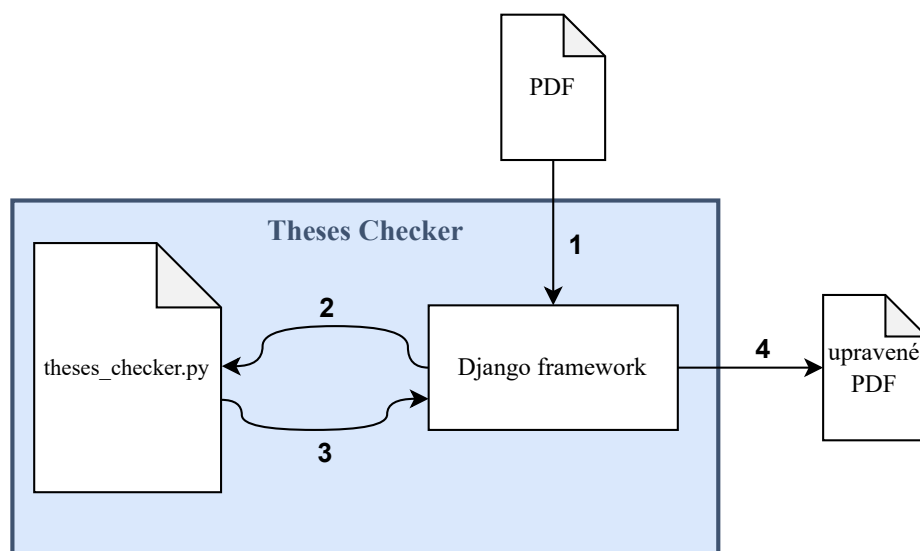 PDF
Theses Checker
1
2
theses_checker.py
Django framework
4
upravené
PDF
3